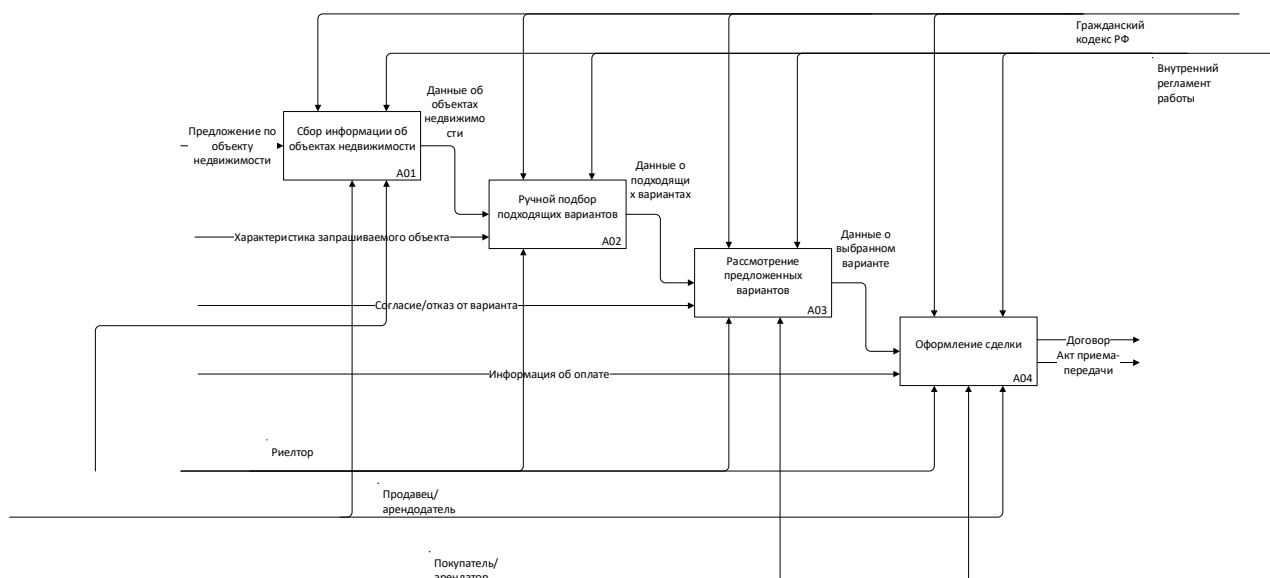 Гражданский
кодекс РФ
Внутренний
регламент
работы
Данные об
объектах
недвижимо
сти
Предложение по
объекту
недвижимости
Сбор информации об
объектах недвижимости
A01
Данные о
подходящи
х вариантах
Ручной подбор
подходящих вариантов
A02
Характеристика запрашиваемого объекта
Данные о
выбранном
варианте
Рассмотрение
предложенных
вариантов
A03
Согласие/отказ от варианта
Оформление сделки
A04
Договор
Акт приема-
передачи
Информация об оплате
Риелтор
Продавец/
арендодатель
Покупатель/
арендатор